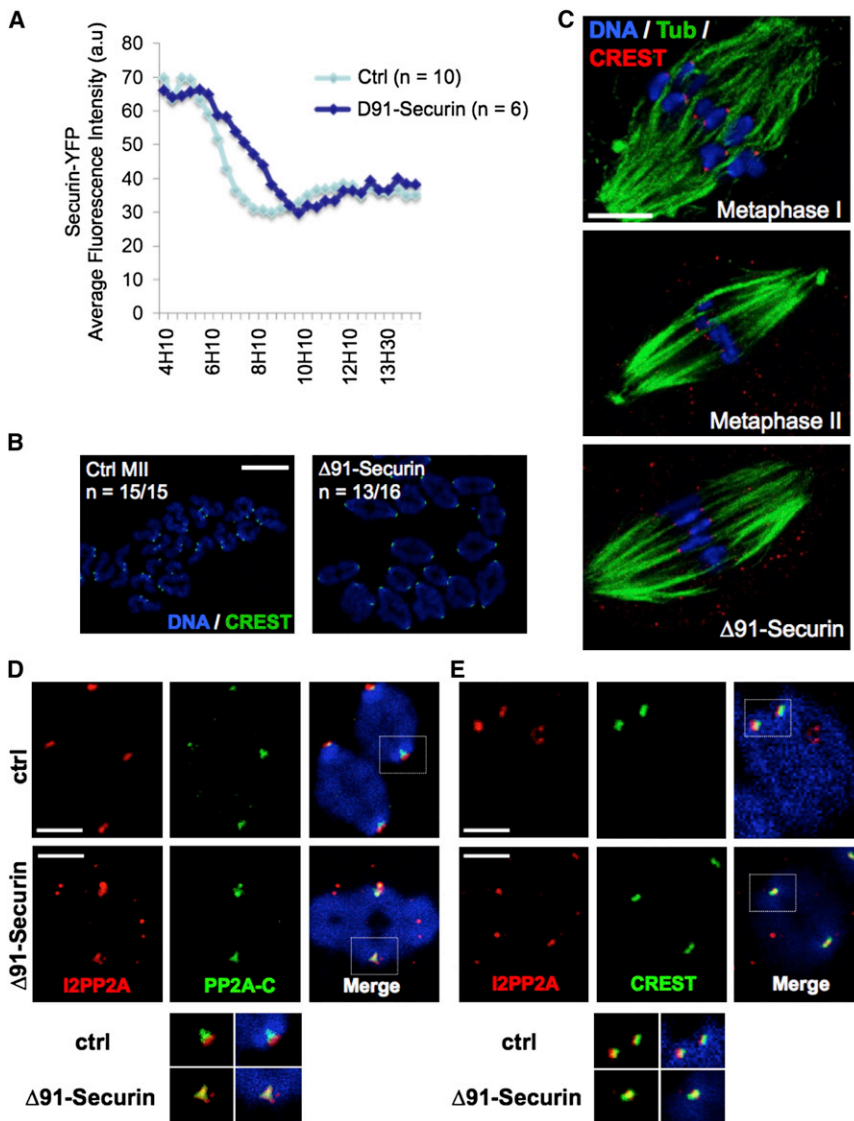 A
Securin-YFP
Average Fluorescence Intensity (a.u)
80
70
60
50
40
30
20
10
0
4H10
6H10
8H10
10H10
12H10
13H30
Ctrl (n = 10)
D91-Securin (n = 6)
B
Ctrl MII
n = 15/15
DNA / CREST
Δ91-Securin
n = 13/16
C
DNA / Tub /
CREST
Metaphase I
Metaphase II
Δ91-Securin
D
ctrl
Δ91-Securin
I2PP2A
PP2A-C
Merge
ctrl
Δ91-Securin
E
I2PP2A
CREST
Merge
ctrl
Δ91-Securin